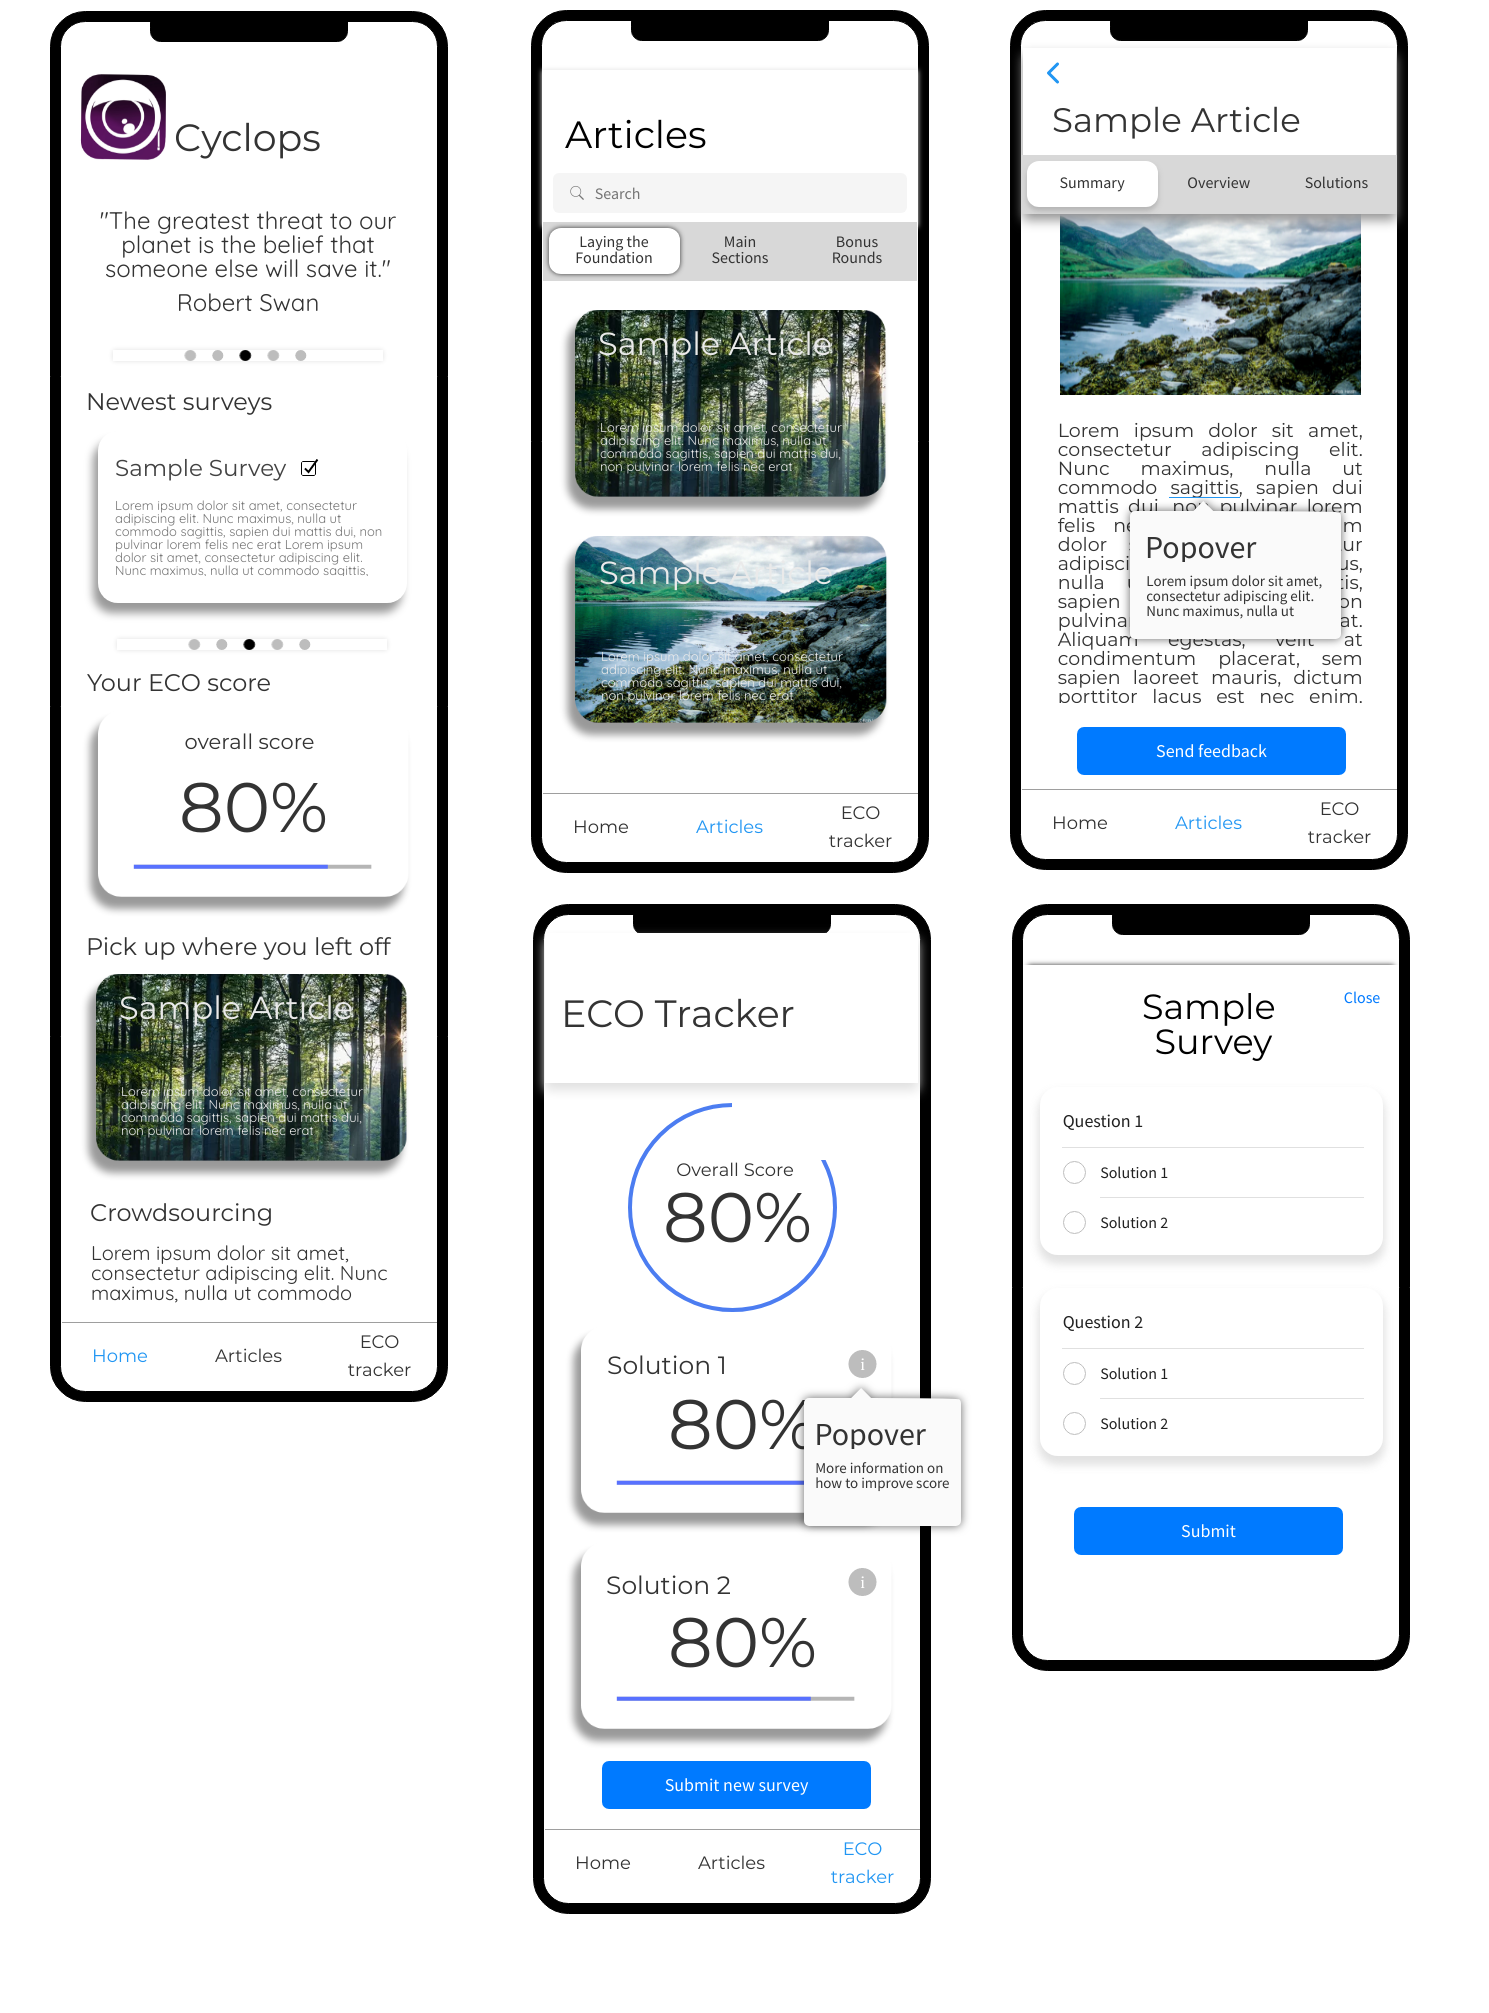 Cyclops
"The greatest threat to our
planet is the belief that
someone else will save it."
Robert Swan
Newest surveys
Sample Survey
Lorem ipsum dolor sit amet, consectetur
adipiscing elit. Nunc maximus, nulla ut
commodo sagittis, sapien dui mattis dui, non
pulvinar lorem felis nec erat Lorem ipsum
dolor sit amet, consectetur adipiscing elit.
Nunc maximus, nulla ut commodo sagittis,
Your ECO score
overall score
80%
Pick up where you left off
Sample Article
Lorem ipsum dolor sit amet, consectetur
adipiscing elit. Nunc maximus, nulla ut
commodo sagittis, sapien dui mattis dui,
non pulvinar lorem felis nec erat
Crowdsourcing
Lorem ipsum dolor sit amet,
consectetur adipiscing elit. Nunc
maximus, nulla ut commodo
Home
Articles
ECO
tracker
Articles
Search
Laying the
Foundation
Main
Sections
Bonus
Rounds
Sample Article
Lorem ipsum dolor sit amet, consectetur
adipiscing elit. Nunc maximus, nulla ut
commodo sagittis, sapien dui mattis dui,
non pulvinar lorem felis nec erat
Sample Article
Lorem ipsum dolor sit amet, consectetur
adipiscing elit. Nunc maximus, nulla ut
commodo sagittis, sapien dui mattis dui,
non pulvinar lorem felis nec erat
Home
Articles
ECO
tracker
Sample Article
Summary
Overview
Solutions
Lorem ipsum dolor sit amet,
consectetur adipiscing elit.
Nunc maximus, nulla ut
commodo sagittis, sapien dui
mattis dui, non pulvinar lorem
felis
dolor
adipisci
nulla
sapien
pulvina
Popover
Lorem ipsum dolor sit amet,
consectetur adipiscing elit.
Nunc maximus, nulla ut
Aliquam egestas, velit at
condimentum placerat, sem
sapien laoreet mauris, dictum
porttitor lacus est nec enim.
Send feedback
Home
Articles
ECO
tracker
ECO Tracker
Overall Score
80%
Solution 1
i
80%
Popover
More information on
how to improve score
Solution 2
i
80%
Submit new survey
Home
Articles
ECO
tracker
Close
Sample
Survey
Question 1
Solution 1
Solution 2
Question 2
Solution 1
Solution 2
Submit